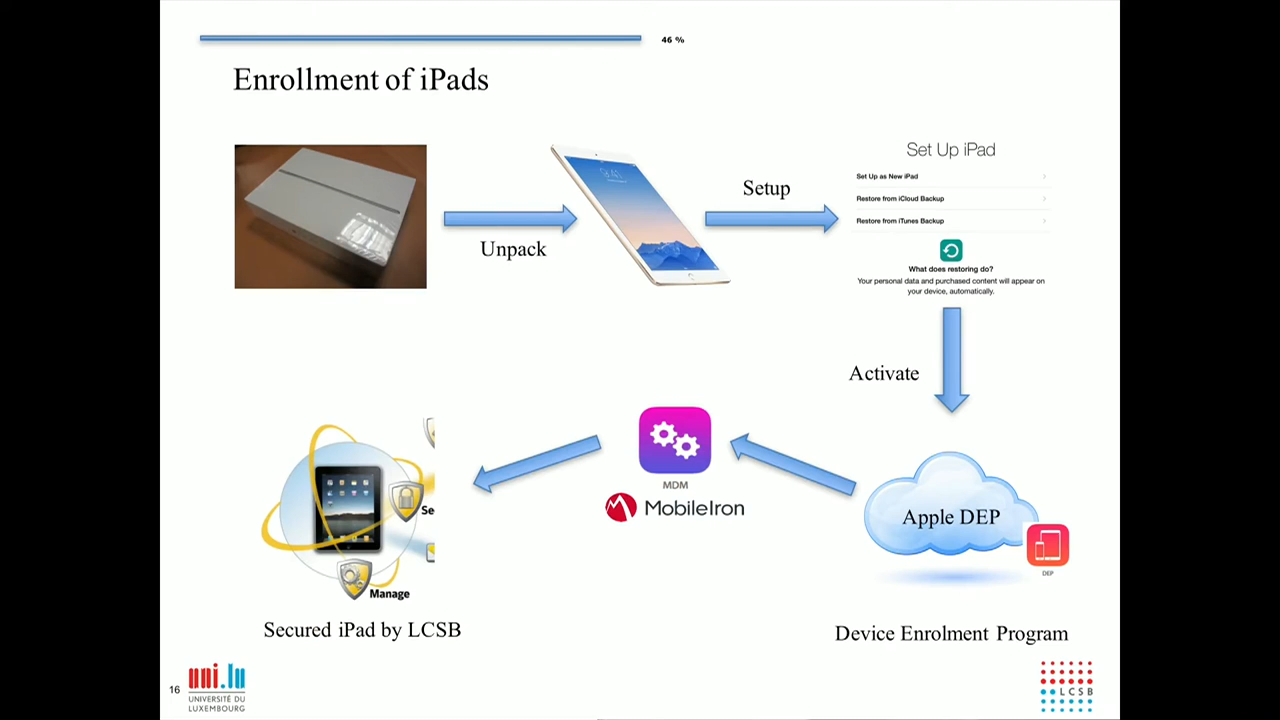 46 %
Enrollment of iPads
Set Up iPad
Set Up as New iPad
Restore from iCloud Backup
Restore from iTunes Backup
What does restoring do?
Your personal data and purchased content will appear on
your device, automatically.
Unpack
9:41
Setup
Activate
MDM
MobileIron
Apple DEP
DEP
Se
Manage
Secured iPad by LCSB
Device Enrolment Program
16
uni.lu
UNIVERSITÉ DU
LUXEMBOURG
LCSB